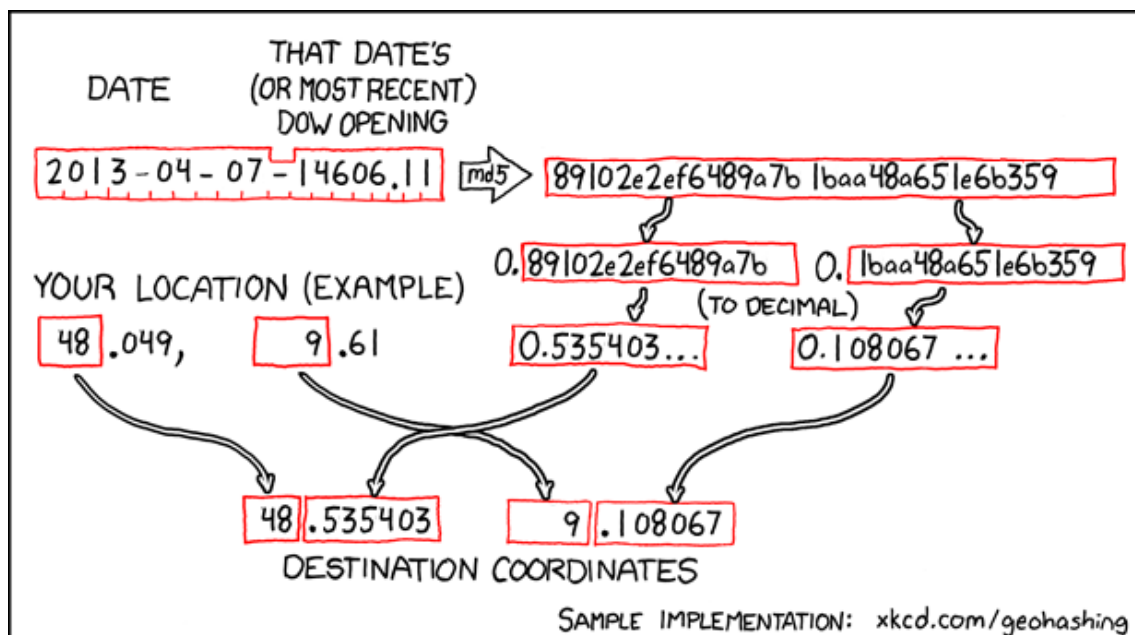 DATE
THAT DATE'S
(OR MOST RECENT)
DOW OPENING
2013-04-07-14606.11
md5
89102e2ef6489a7b 1baa48a651e6b359
0.89102e2ef6489a7b
0.1baa48a651e6b359
(TO DECIMAL)
YOUR LOCATION (EXAMPLE)
48.049, 9.61
0.535403...
0.108067 ...
48.535403 9.108067
DESTINATION COORDINATES
SAMPLE IMPLEMENTATION: xkcd.com/geohashing